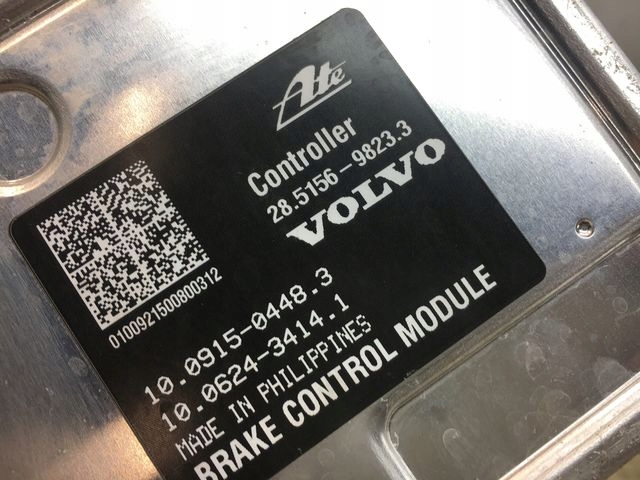 Ate
Controller
28.5156-9823.3
VOLVO
0100921500800312
10.0915-0448.3
10.0624-3414.1
MADE IN PHILIPPINES
BRAKE CONTROL MODULE